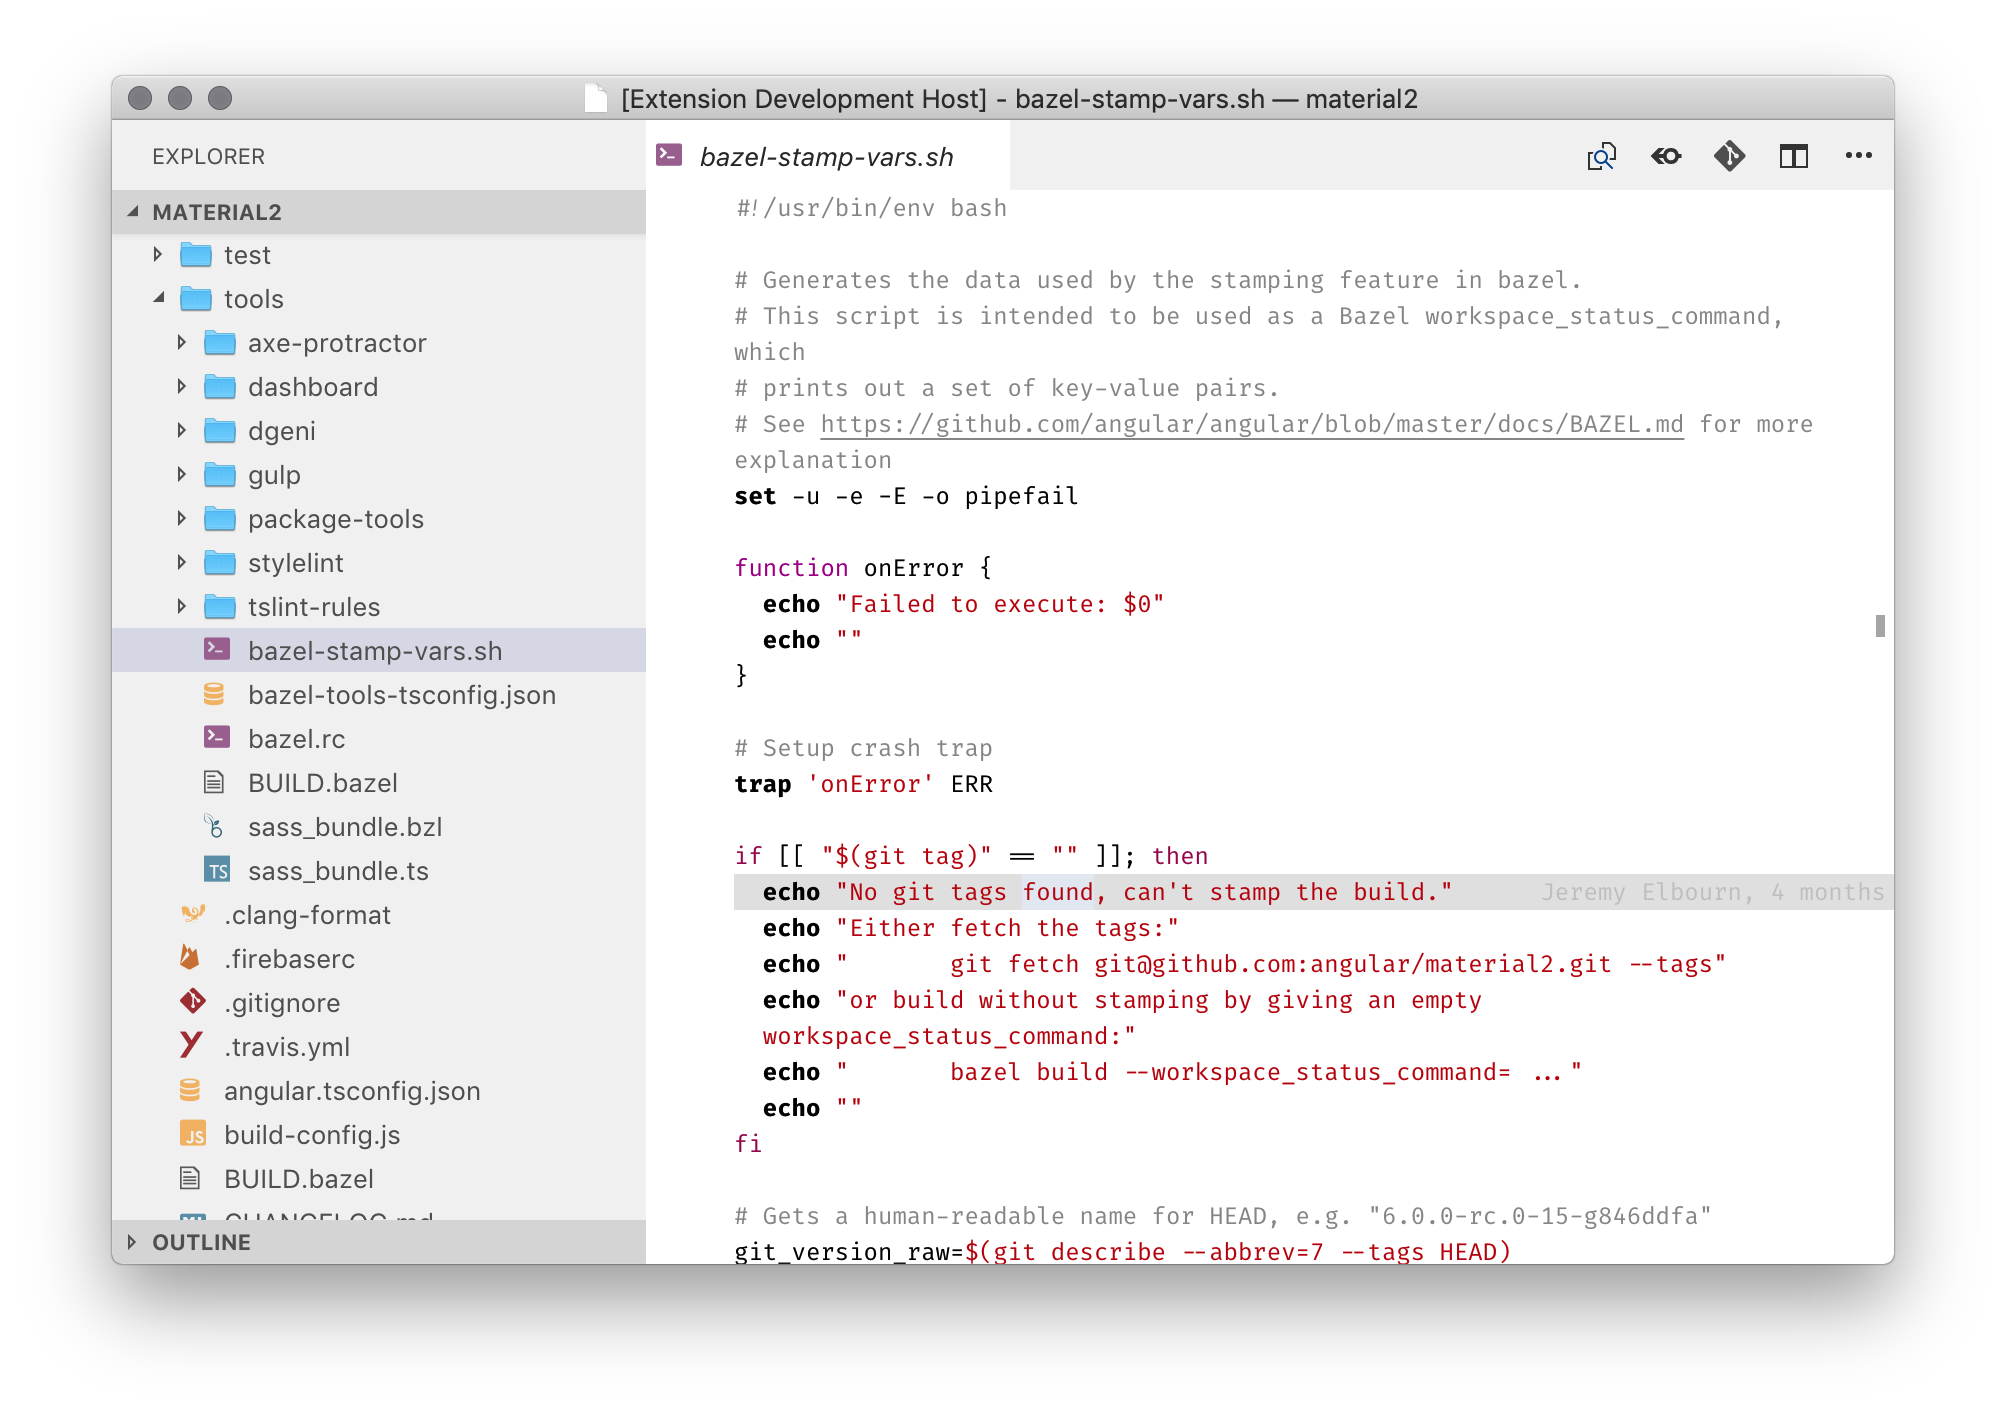 [Extension Development Host] - bazel-stamp-vars.sh — material2
EXPLORER
MATERIAL2
test
tools
axe-protractor
dashboard
dgeni
gulp
package-tools
stylelint
tslint-rules
bazel-stamp-vars.sh
bazel-tools-tsconfig.json
bazel.rc
BUILD.bazel
sass_bundle.bzl
TS sass_bundle.ts
.clang-format
.firebaserc
.gitignore
.travis.yml
angular.tsconfig.json
JS build-config.js
BUILD.bazel
CHANGELOG.md
OUTLINE
bazel-stamp-vars.sh
#!/usr/bin/env bash
# Generates the data used by the stamping feature in bazel.
# This script is intended to be used as a Bazel workspace_status_command,
which
# prints out a set of key-value pairs.
# See https://github.com/angular/angular/blob/master/docs/BAZEL.md for more
explanation
set -u -e -E -o pipefail
function onError {
  echo "Failed to execute: $0"
  echo ""
}
# Setup crash trap
trap 'onError' ERR
if [[ "$(git tag)" == "" ]]; then
  echo "No git tags found, can't stamp the build." Jeremy Elbourn, 4 months
  echo "Either fetch the tags:"
  echo "       git fetch git@github.com:angular/material2.git --tags"
  echo "or build without stamping by giving an empty
  workspace_status_command:"
  echo "       bazel build --workspace_status_command= ..."
  echo ""
fi
# Gets a human-readable name for HEAD, e.g. "6.0.0-rc.0-15-g846ddfa"
git_version_raw=$(git describe --abbrev=7 --tags HEAD)